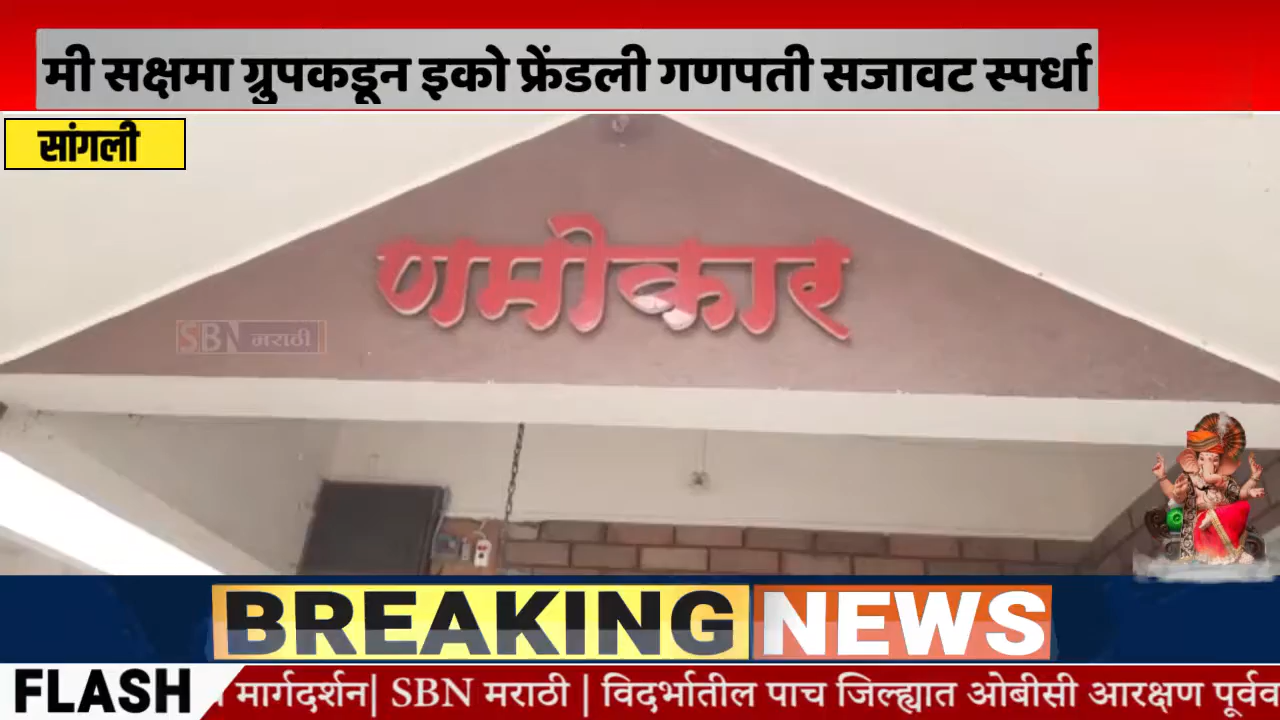 मी सक्षमा ग्रुपकडून इको फ्रेंडली गणपती सजावट स्पर्धा
सांगली
णमोकार
SBN मराठी
BREAKING NEWS
FLASH
मार्गदर्शन| SBN मराठी | विदर्भातील पाच जिल्ह्यात ओबीसी आरक्षण पूर्वव